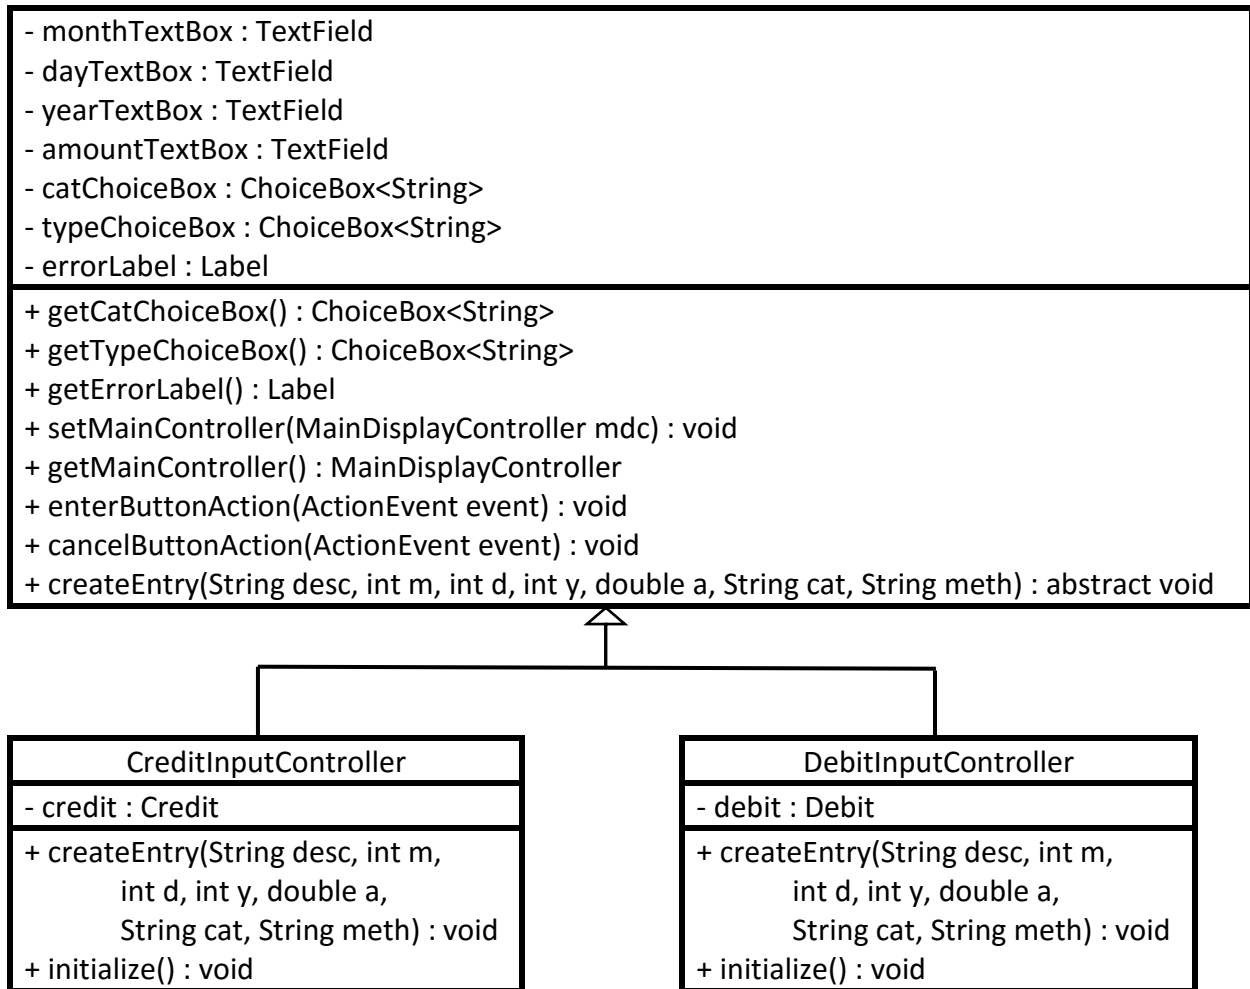 - monthTextBox : TextField
- dayTextBox : TextField
- yearTextBox : TextField
- amountTextBox : TextField
- catChoiceBox : ChoiceBox<String>
- typeChoiceBox : ChoiceBox<String>
- errorLabel : Label
+ getCatChoiceBox() : ChoiceBox<String>
+ getTypeChoiceBox() : ChoiceBox<String>
+ getErrorLabel() : Label
+ setMainController(MainDisplayController mdc) : void
+ getMainController() : MainDisplayController
+ enterButtonAction(ActionEvent event) : void
+ cancelButtonAction(ActionEvent event) : void
+ createEntry(String desc, int m, int d, int y, double a, String cat, String meth) : abstract void
CreditInputController
- credit : Credit
+ createEntry(String desc, int m,
int d, int y, double a,
String cat, String meth) : void
+ initialize() : void
DebitInputController
- debit : Debit
+ createEntry(String desc, int m,
int d, int y, double a,
String cat, String meth) : void
+ initialize() : void